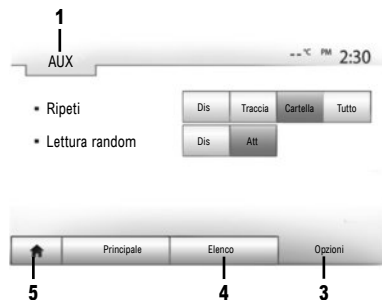 1
AUX
--°C PM 2:30
▪ Ripeti Dis Traccia Cartella Tutto
▪ Lettura random Dis Att
Principale Elenco Opzioni
5 4 3